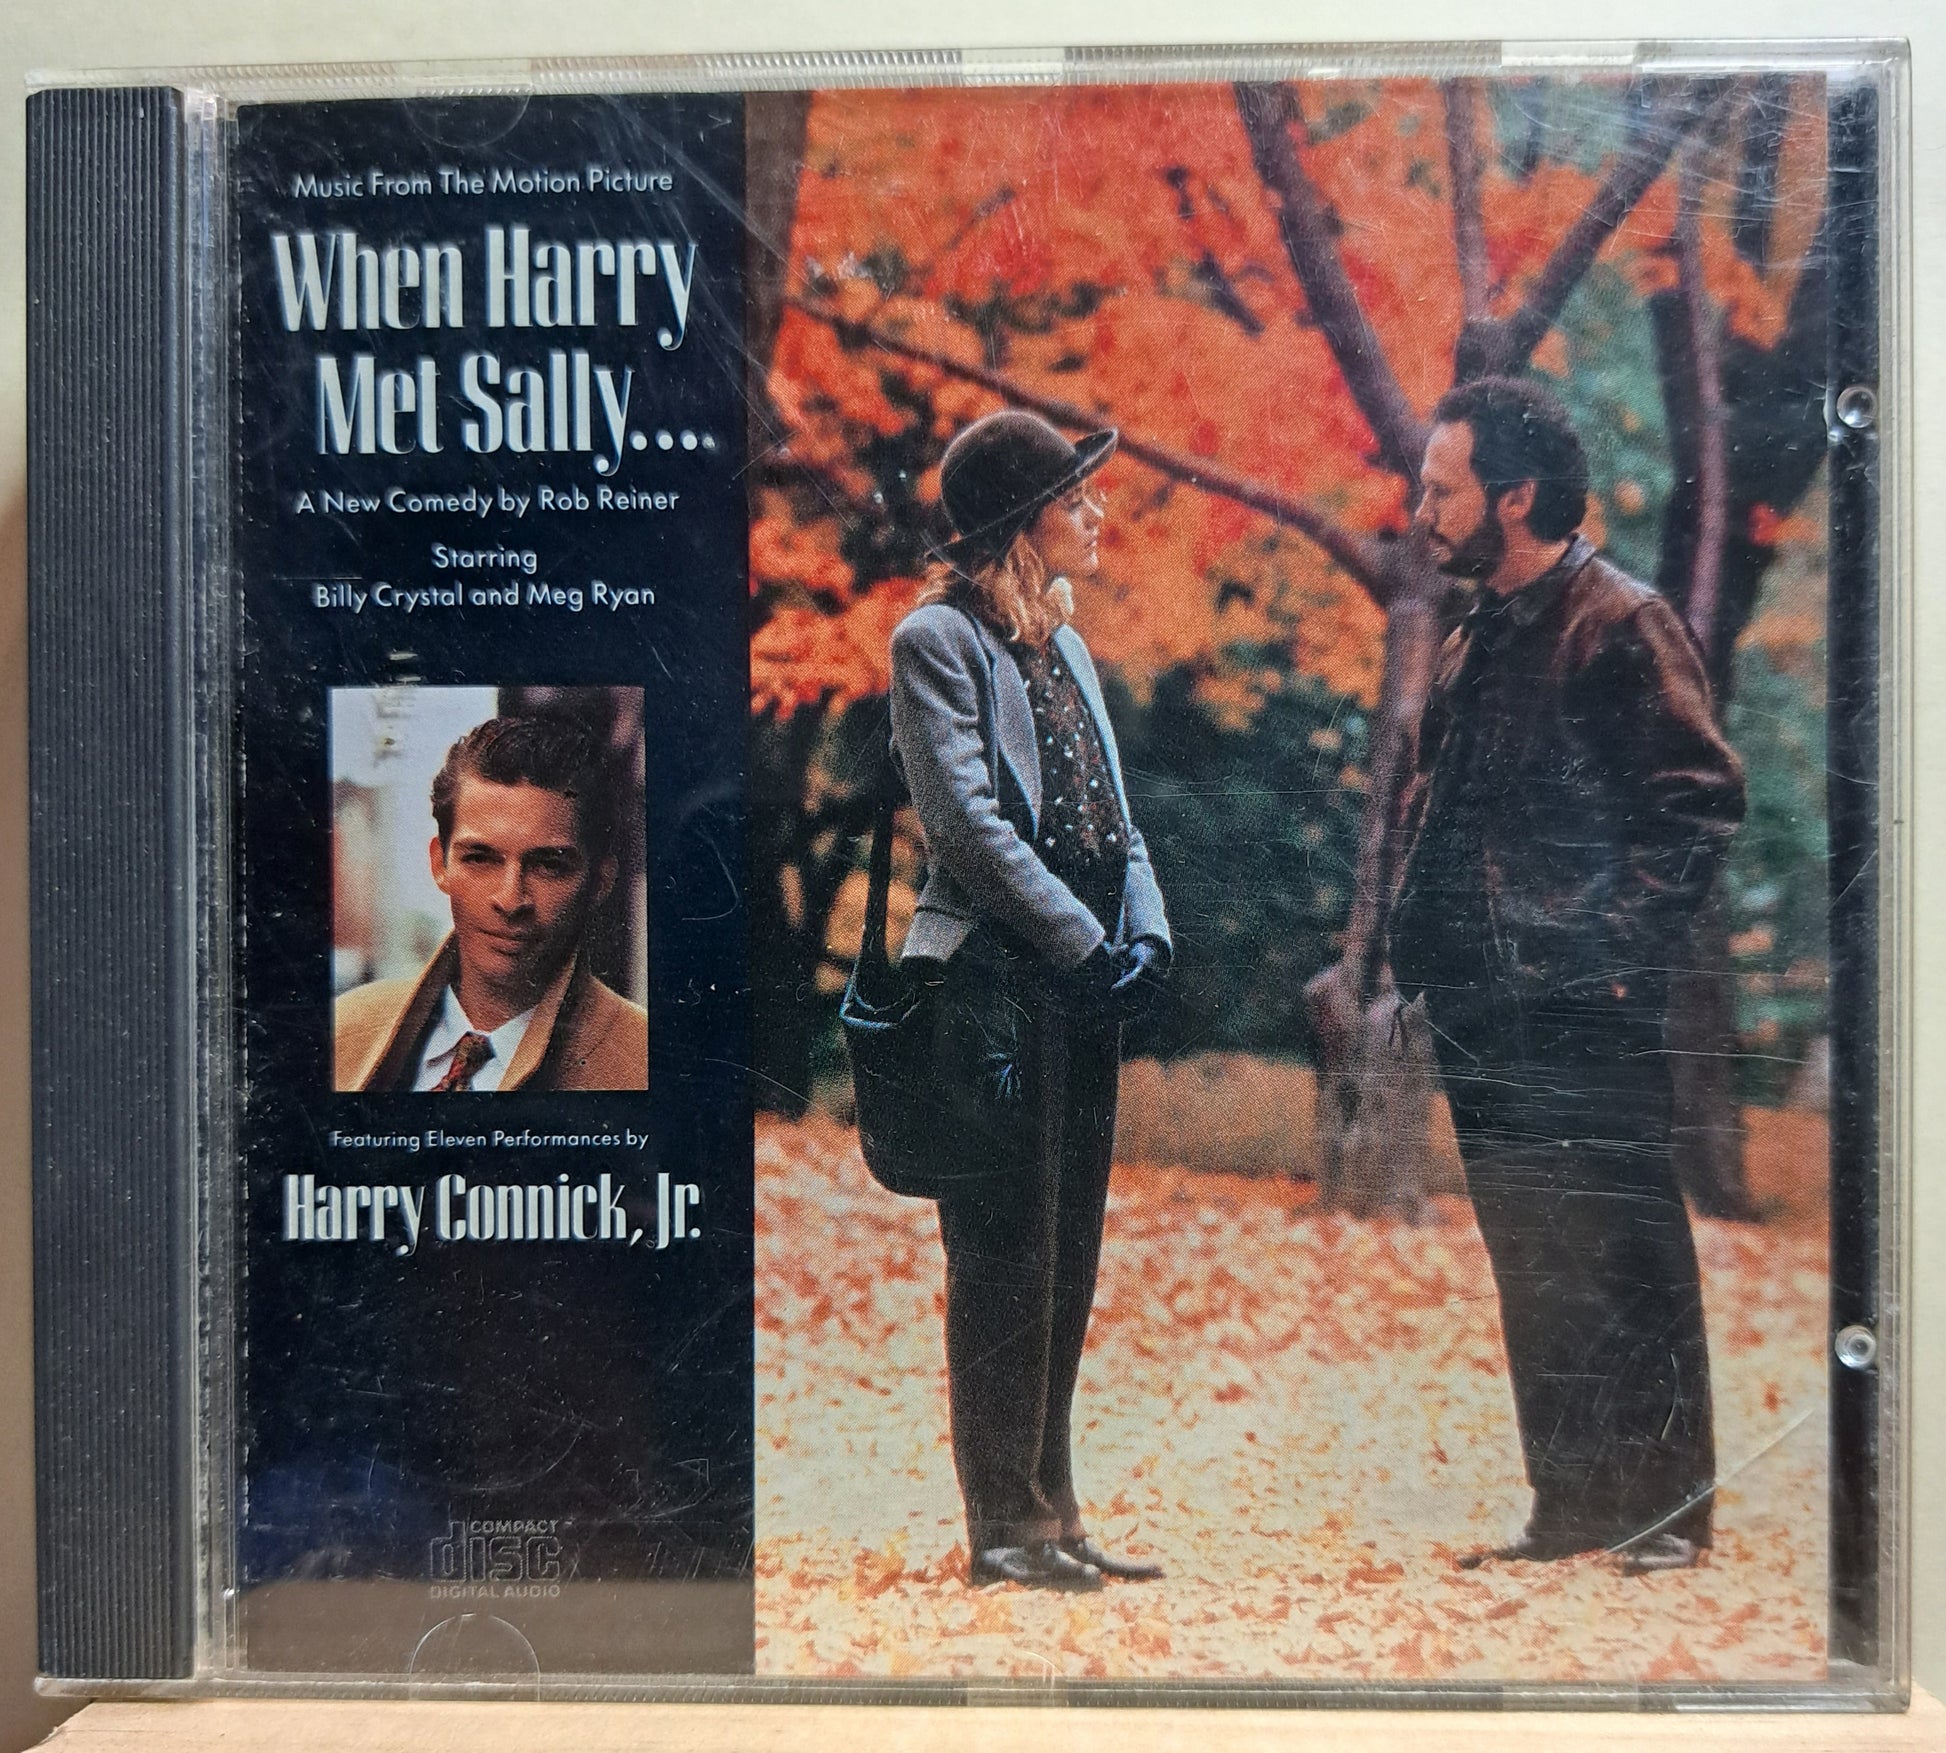 Music From The Motion Picture
When Harry
Met Sally....
A New Comedy by Rob Reiner
Starring
Billy Crystal and Meg Ryan
Featuring Eleven Performances by
Harry Connick, Jr.
COMPACT
disc
DIGITAL AUDIO